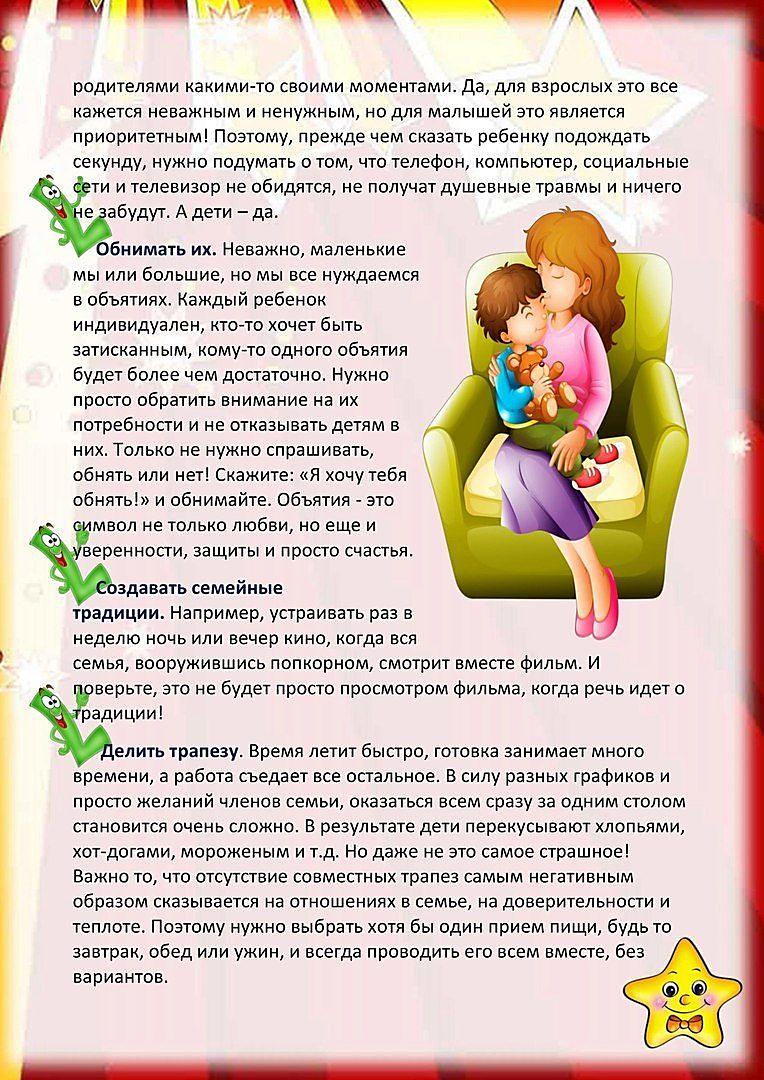 родителями какими-то своими моментами. Да, для взрослых это все
кажется неважным и ненужным, но для малышей это является
приоритетным! Поэтому, прежде чем сказать ребенку подождать
секунду, нужно подумать о том, что телефон, компьютер, социальные
сети и телевизор не обидятся, не получат душевные травмы и ничего
не забудут. А дети – да.
Обнимать их. Неважно, маленькие
мы или большие, но мы все нуждаемся
в объятиях. Каждый ребенок
индивидуален, кто-то хочет быть
затисканным, кому-то одного объятия
будет более чем достаточно. Нужно
просто обратить внимание на их
потребности и не отказывать детям в
них. Только не нужно спрашивать,
обнять или нет! Скажите: «Я хочу тебя
обнять!» и обнимайте. Объятия - это
символ не только любви, но еще и
уверенности, защиты и просто счастья.
Создавать семейные
традиции. Например, устраивать раз в
неделю ночь или вечер кино, когда вся
семья, вооружившись попкорном, смотрит вместе фильм. И
поверьте, это не будет просто просмотром фильма, когда речь идет о
традиции!
Делить трапезу. Время летит быстро, готовка занимает много
времени, а работа съедает все остальное. В силу разных графиков и
просто желаний членов семьи, оказаться всем сразу за одним столом
становится очень сложно. В результате дети перекусывают хлопьями,
хот-догами, мороженым и т.д. Но даже не это самое страшное!
Важно то, что отсутствие совместных трапез самым негативным
образом сказывается на отношениях в семье, на доверительности и
теплоте. Поэтому нужно выбрать хотя бы один прием пищи, будь то
завтрак, обед или ужин, и всегда проводить его всем вместе, без
вариантов.